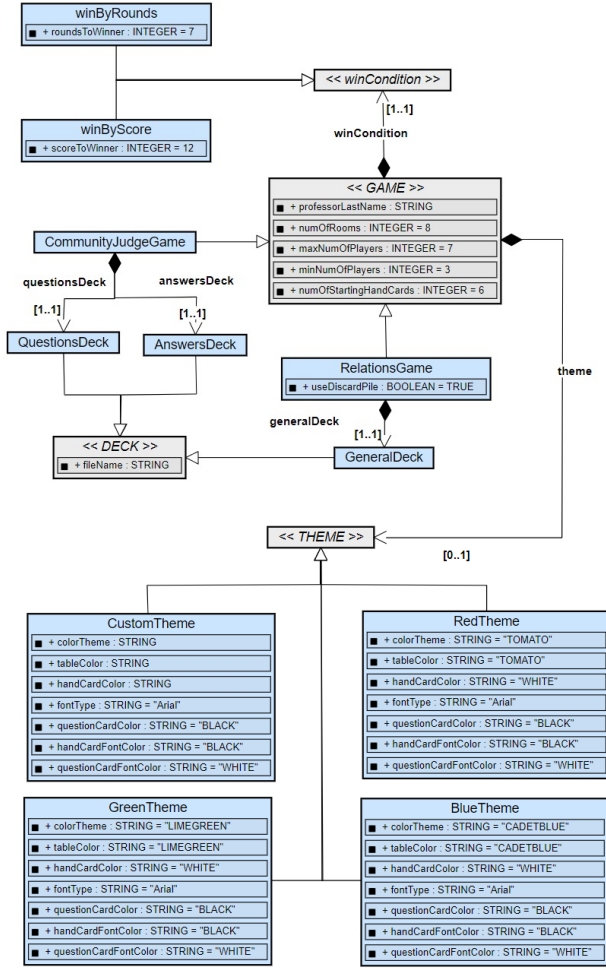 winByRounds
+ roundsToWinner : INTEGER = 7
<< winCondition >>
[1..1]
winCondition
winByScore
+ scoreToWinner : INTEGER = 12
<< GAME >>
+ professorLastName : STRING
+ numOfRooms : INTEGER = 8
+ maxNumOfPlayers : INTEGER = 7
+ minNumOfPlayers : INTEGER = 3
+ numOfStartingHandCards : INTEGER = 6
CommunityJudgeGame
questionsDeck
answersDeck
[1..1]
[1..1]
QuestionsDeck
AnswersDeck
RelationsGame
+ useDiscardPile : BOOLEAN = TRUE
theme
generalDeck
[1..1]
<< DECK >>
+ fileName : STRING
GeneralDeck
<< THEME >>
[0..1]
CustomTheme
+ colorTheme : STRING
+ tableColor : STRING
+ handCardColor : STRING
+ fontType : STRING = "Arial"
+ questionCardColor : STRING = "BLACK"
+ handCardFontColor : STRING = "BLACK"
+ questionCardFontColor : STRING = "WHITE"
RedTheme
+ colorTheme : STRING = "TOMATO"
+ tableColor : STRING = "TOMATO"
+ handCardColor : STRING = "WHITE"
+ fontType : STRING = "Arial"
+ questionCardColor : STRING = "BLACK"
+ handCardFontColor : STRING = "BLACK"
+ questionCardFontColor : STRING = "WHITE"
GreenTheme
+ colorTheme : STRING = "LIMEGREEN"
+ tableColor : STRING = "LIMEGREEN"
+ handCardColor : STRING = "WHITE"
+ fontType : STRING = "Arial"
+ questionCardColor : STRING = "BLACK"
+ handCardFontColor : STRING = "BLACK"
+ questionCardFontColor : STRING = "WHITE"
BlueTheme
+ colorTheme : STRING = "CADETBLUE"
+ tableColor : STRING = "CADETBLUE"
+ handCardColor : STRING = "WHITE"
+ fontType : STRING = "Arial"
+ questionCardColor : STRING = "BLACK"
+ handCardFontColor : STRING = "BLACK"
+ questionCardFontColor : STRING = "WHITE"